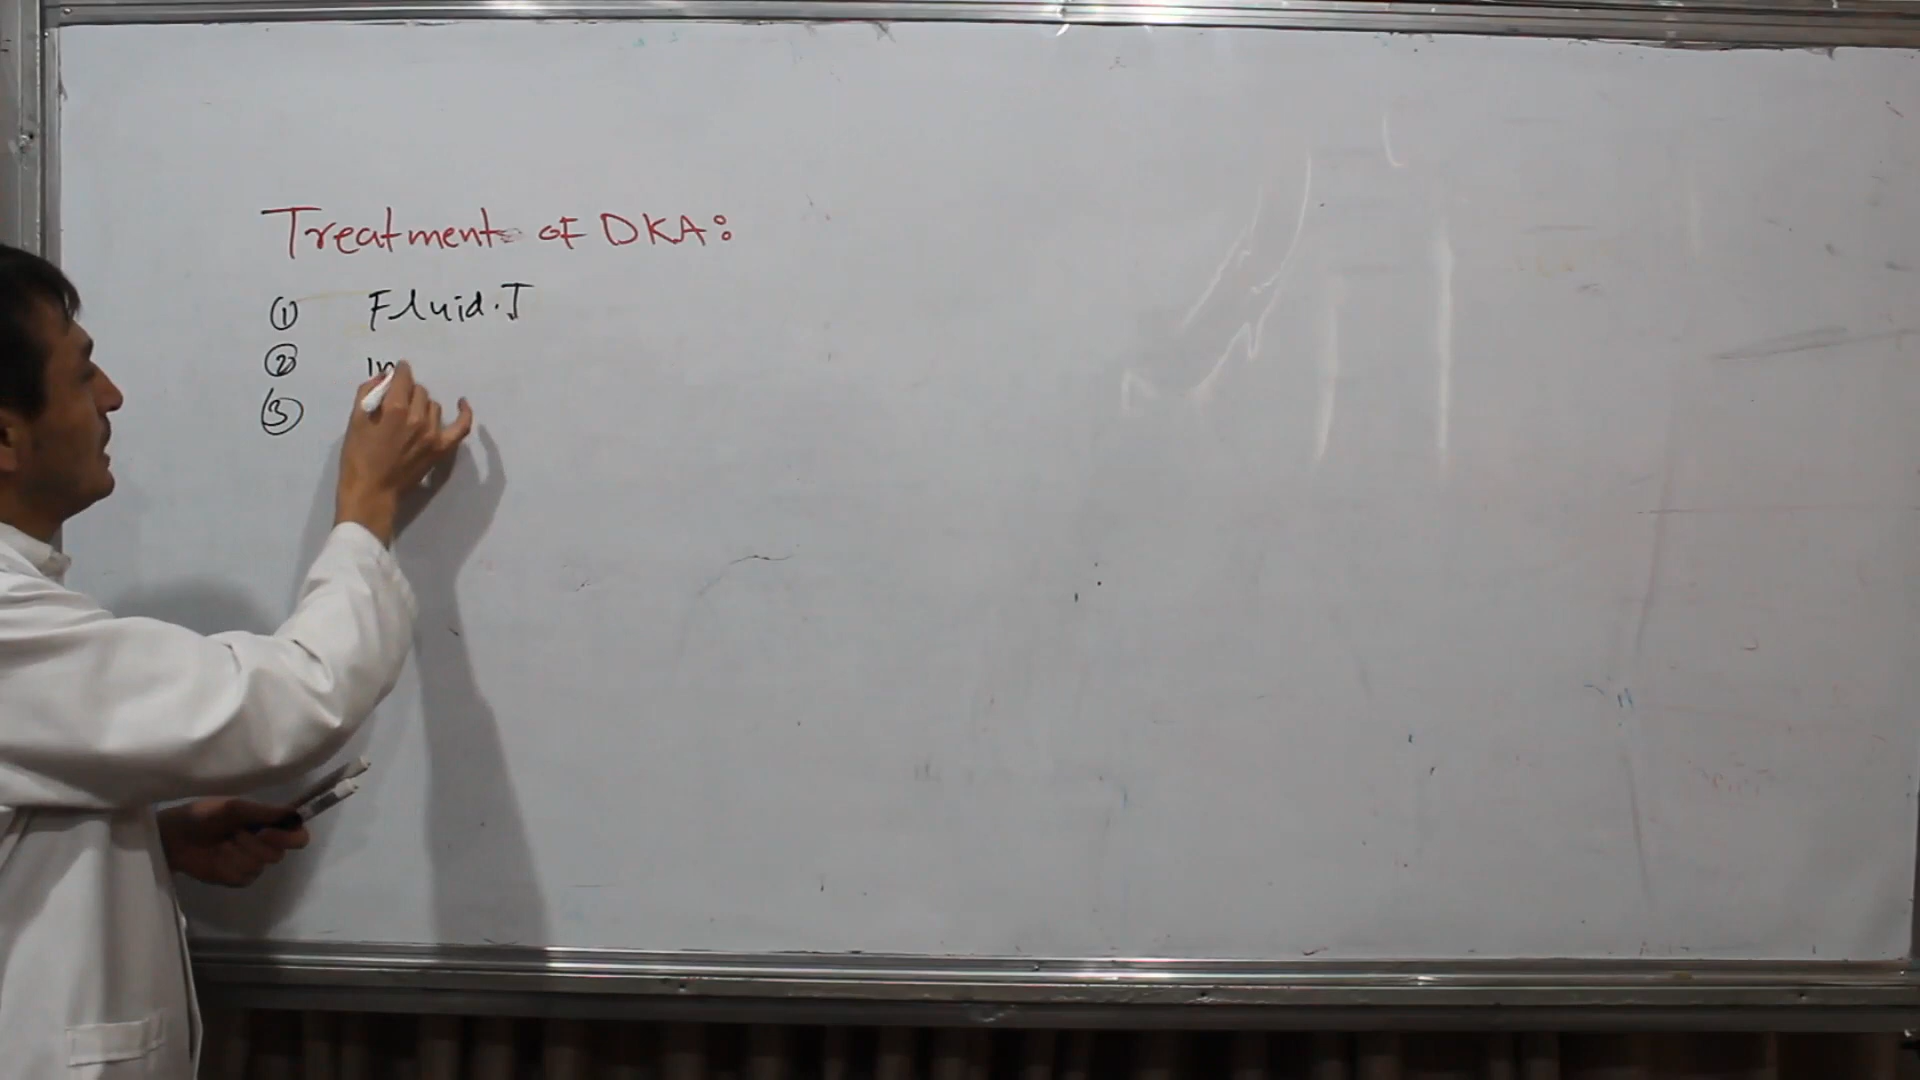 Treatment of DKA:
① Fluid.T
② in
③